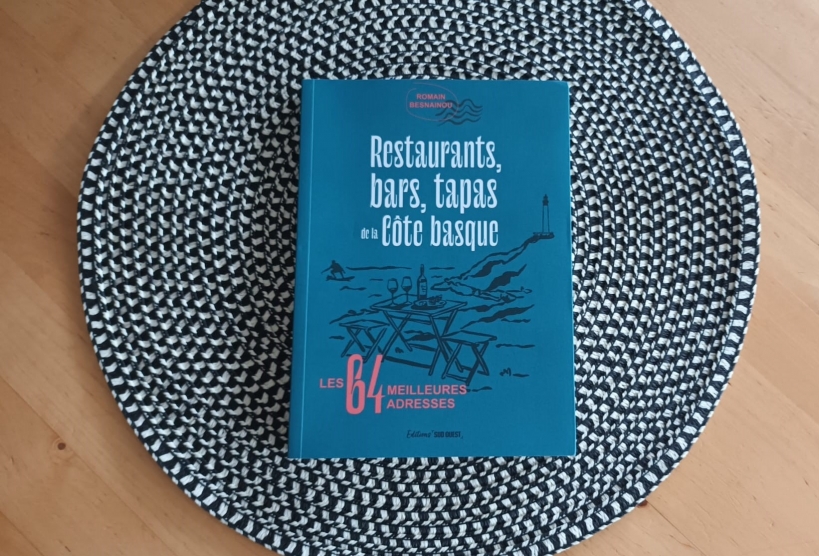 ROMAIN
BESNAINOU
Restaurants,
bars, tapas
de la Côte basque
LES 64 MEILLEURES
ADRESSES
Éditions SUD OUEST